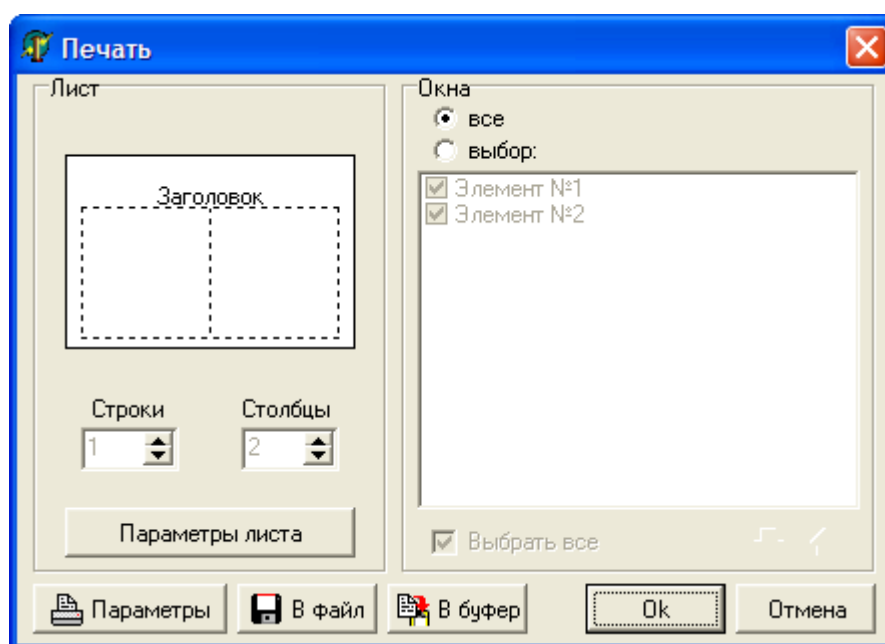 Печать
Лист
Заголовок
Строки
Столбцы
1
2
Параметры листа
Окна
все
выбор:
Элемент №1
Элемент №2
Выбрать все
Параметры
В файл
В буфер
Ok
Отмена